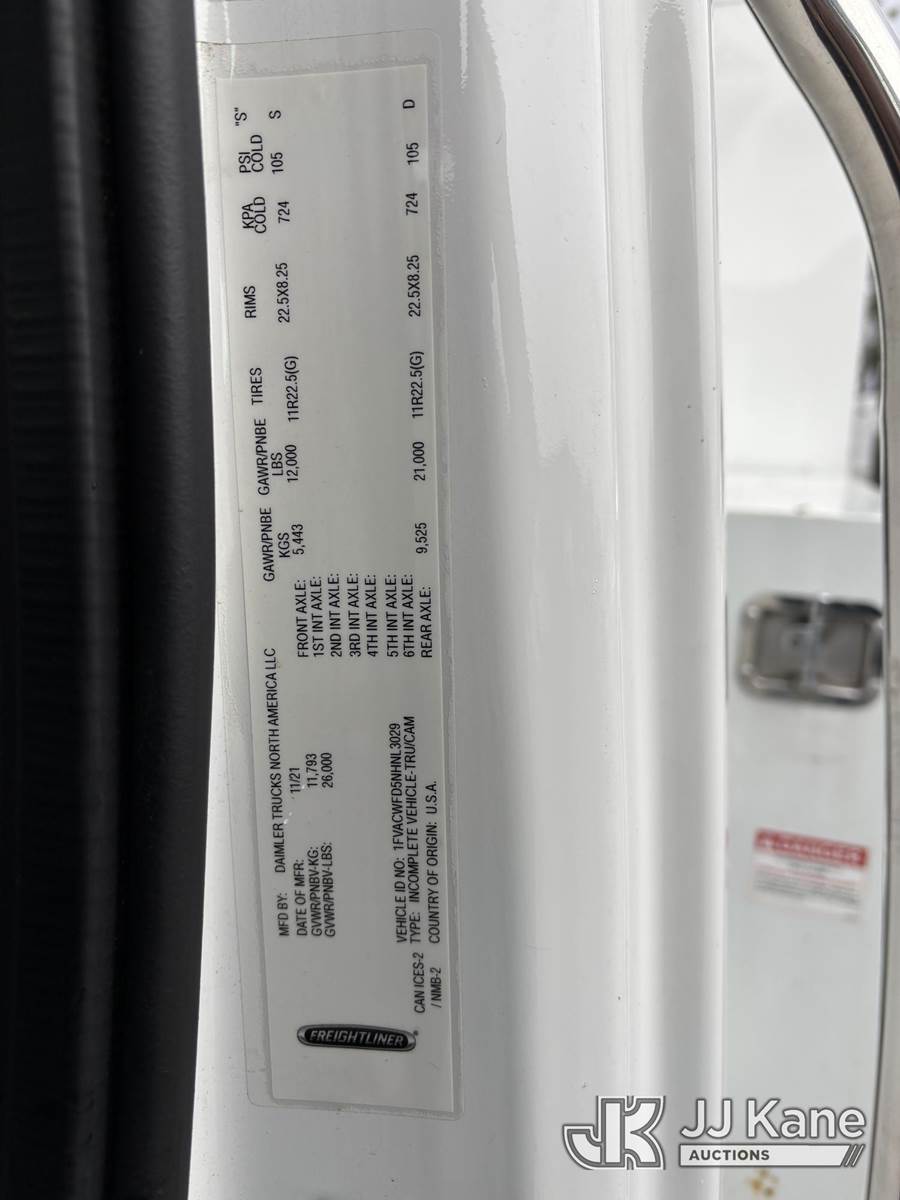 MFD BY: DAIMLER TRUCKS NORTH AMERICA LLC
DATE OF MFR: 11/21
GVWR/PNBV-KG: 11,793
GVWR/PNBV-LBS: 26,000
GAWR/PNBE KGS GAWR/PNBE LBS TIRES RIMS KPA COLD PSI COLD "S"
FRONT AXLE: 5,443 12,000 11R22.5(G) 22.5X8.25 724 105 S
1ST INT AXLE:
2ND INT AXLE:
3RD INT AXLE:
4TH INT AXLE:
5TH INT AXLE:
6TH INT AXLE:
REAR AXLE: 9,525 21,000 11R22.5(G) 22.5X8.25 724 105 D
VEHICLE ID NO: 1FVACWFD5NHNL3029
TYPE: INCOMPLETE VEHICLE-TRU/CAM
COUNTRY OF ORIGIN: U.S.A.
CAN ICES-2
/ NMB-2
FREIGHTLINER
JK JJ Kane
AUCTIONS